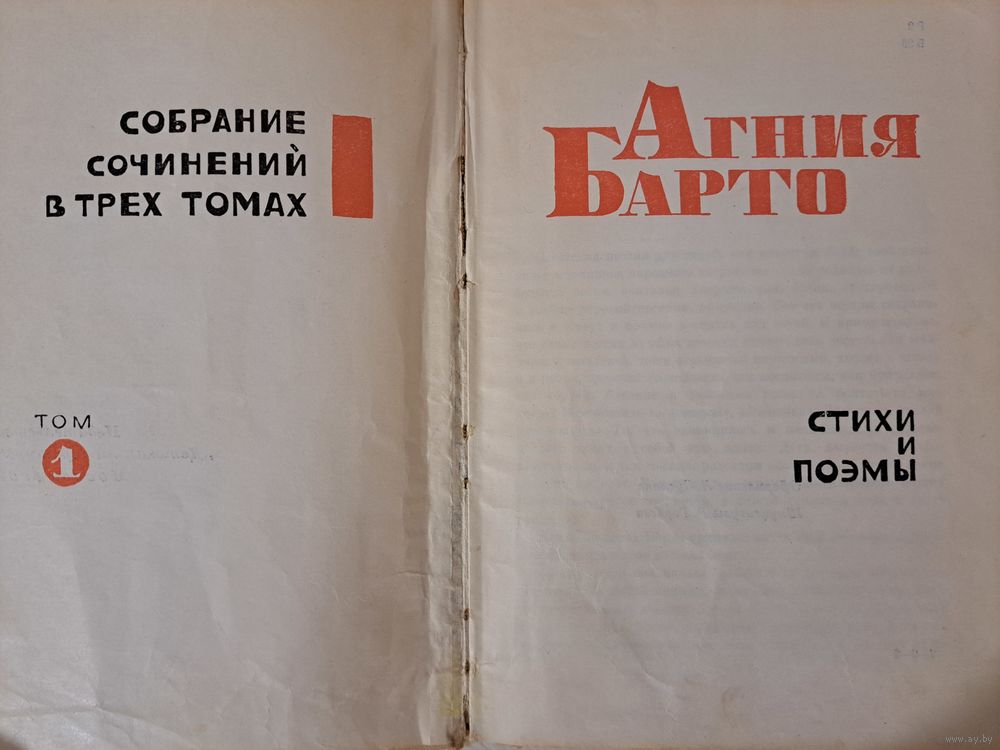 СОБРАНИЕ
СОЧИНЕНИЙ
В ТРЕХ ТОМАХ
ТОМ
1
АГНИЯ
БАРТО
СТИХИ
И
ПОЭМЫ
www.ay.by